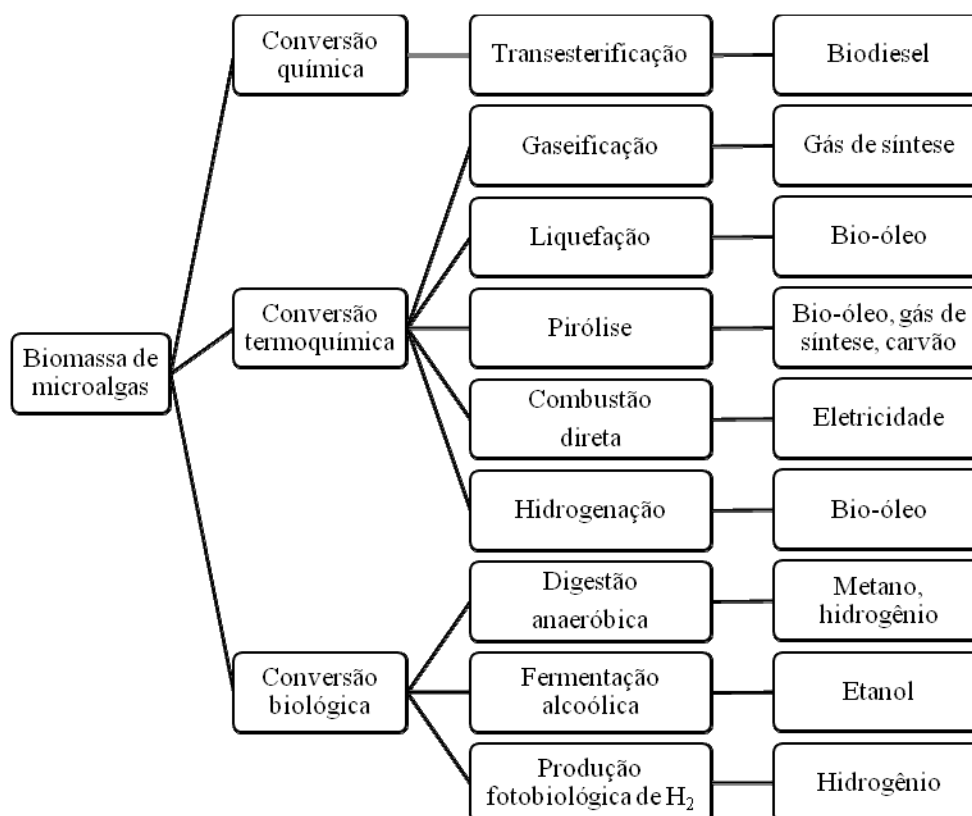 Conversão
química
Transesterificação
Biodiesel
Gaseificação
Gás de síntese
Liquefação
Bio-óleo
Biomassa de
microalgas
Conversão
termoquímica
Pirólise
Bio-óleo, gás de
síntese, carvão
Combustão
direta
Eletricidade
Hidrogenação
Bio-óleo
Digestão
anaeróbica
Metano,
hidrogênio
Conversão
biológica
Fermentação
alcoólica
Etanol
Produção
fotobiológica de H₂
Hidrogênio